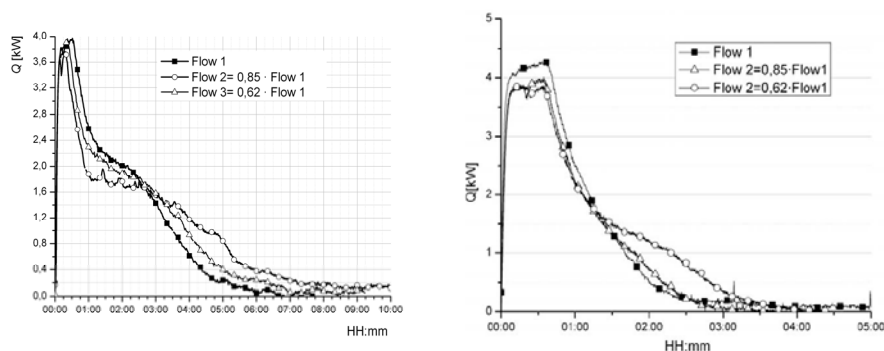 Q [kW]
4,0
3,6
3,2
2,8
2,4
2,0
1,6
1,2
0,8
0,4
0,0
Flow 1
Flow 2= 0,85 · Flow 1
Flow 3= 0,62 · Flow 1
00:00 01:00 02:00 03:00 04:00 05:00 06:00 07:00 08:00 09:00 10:00
HH:mm
Q[kW]
5
4
3
2
1
0
Flow 1
Flow 2=0,85·Flow1
Flow 2=0,62·Flow1
00:00 01:00 02:00 03:00 04:00 05:00
HH:mm